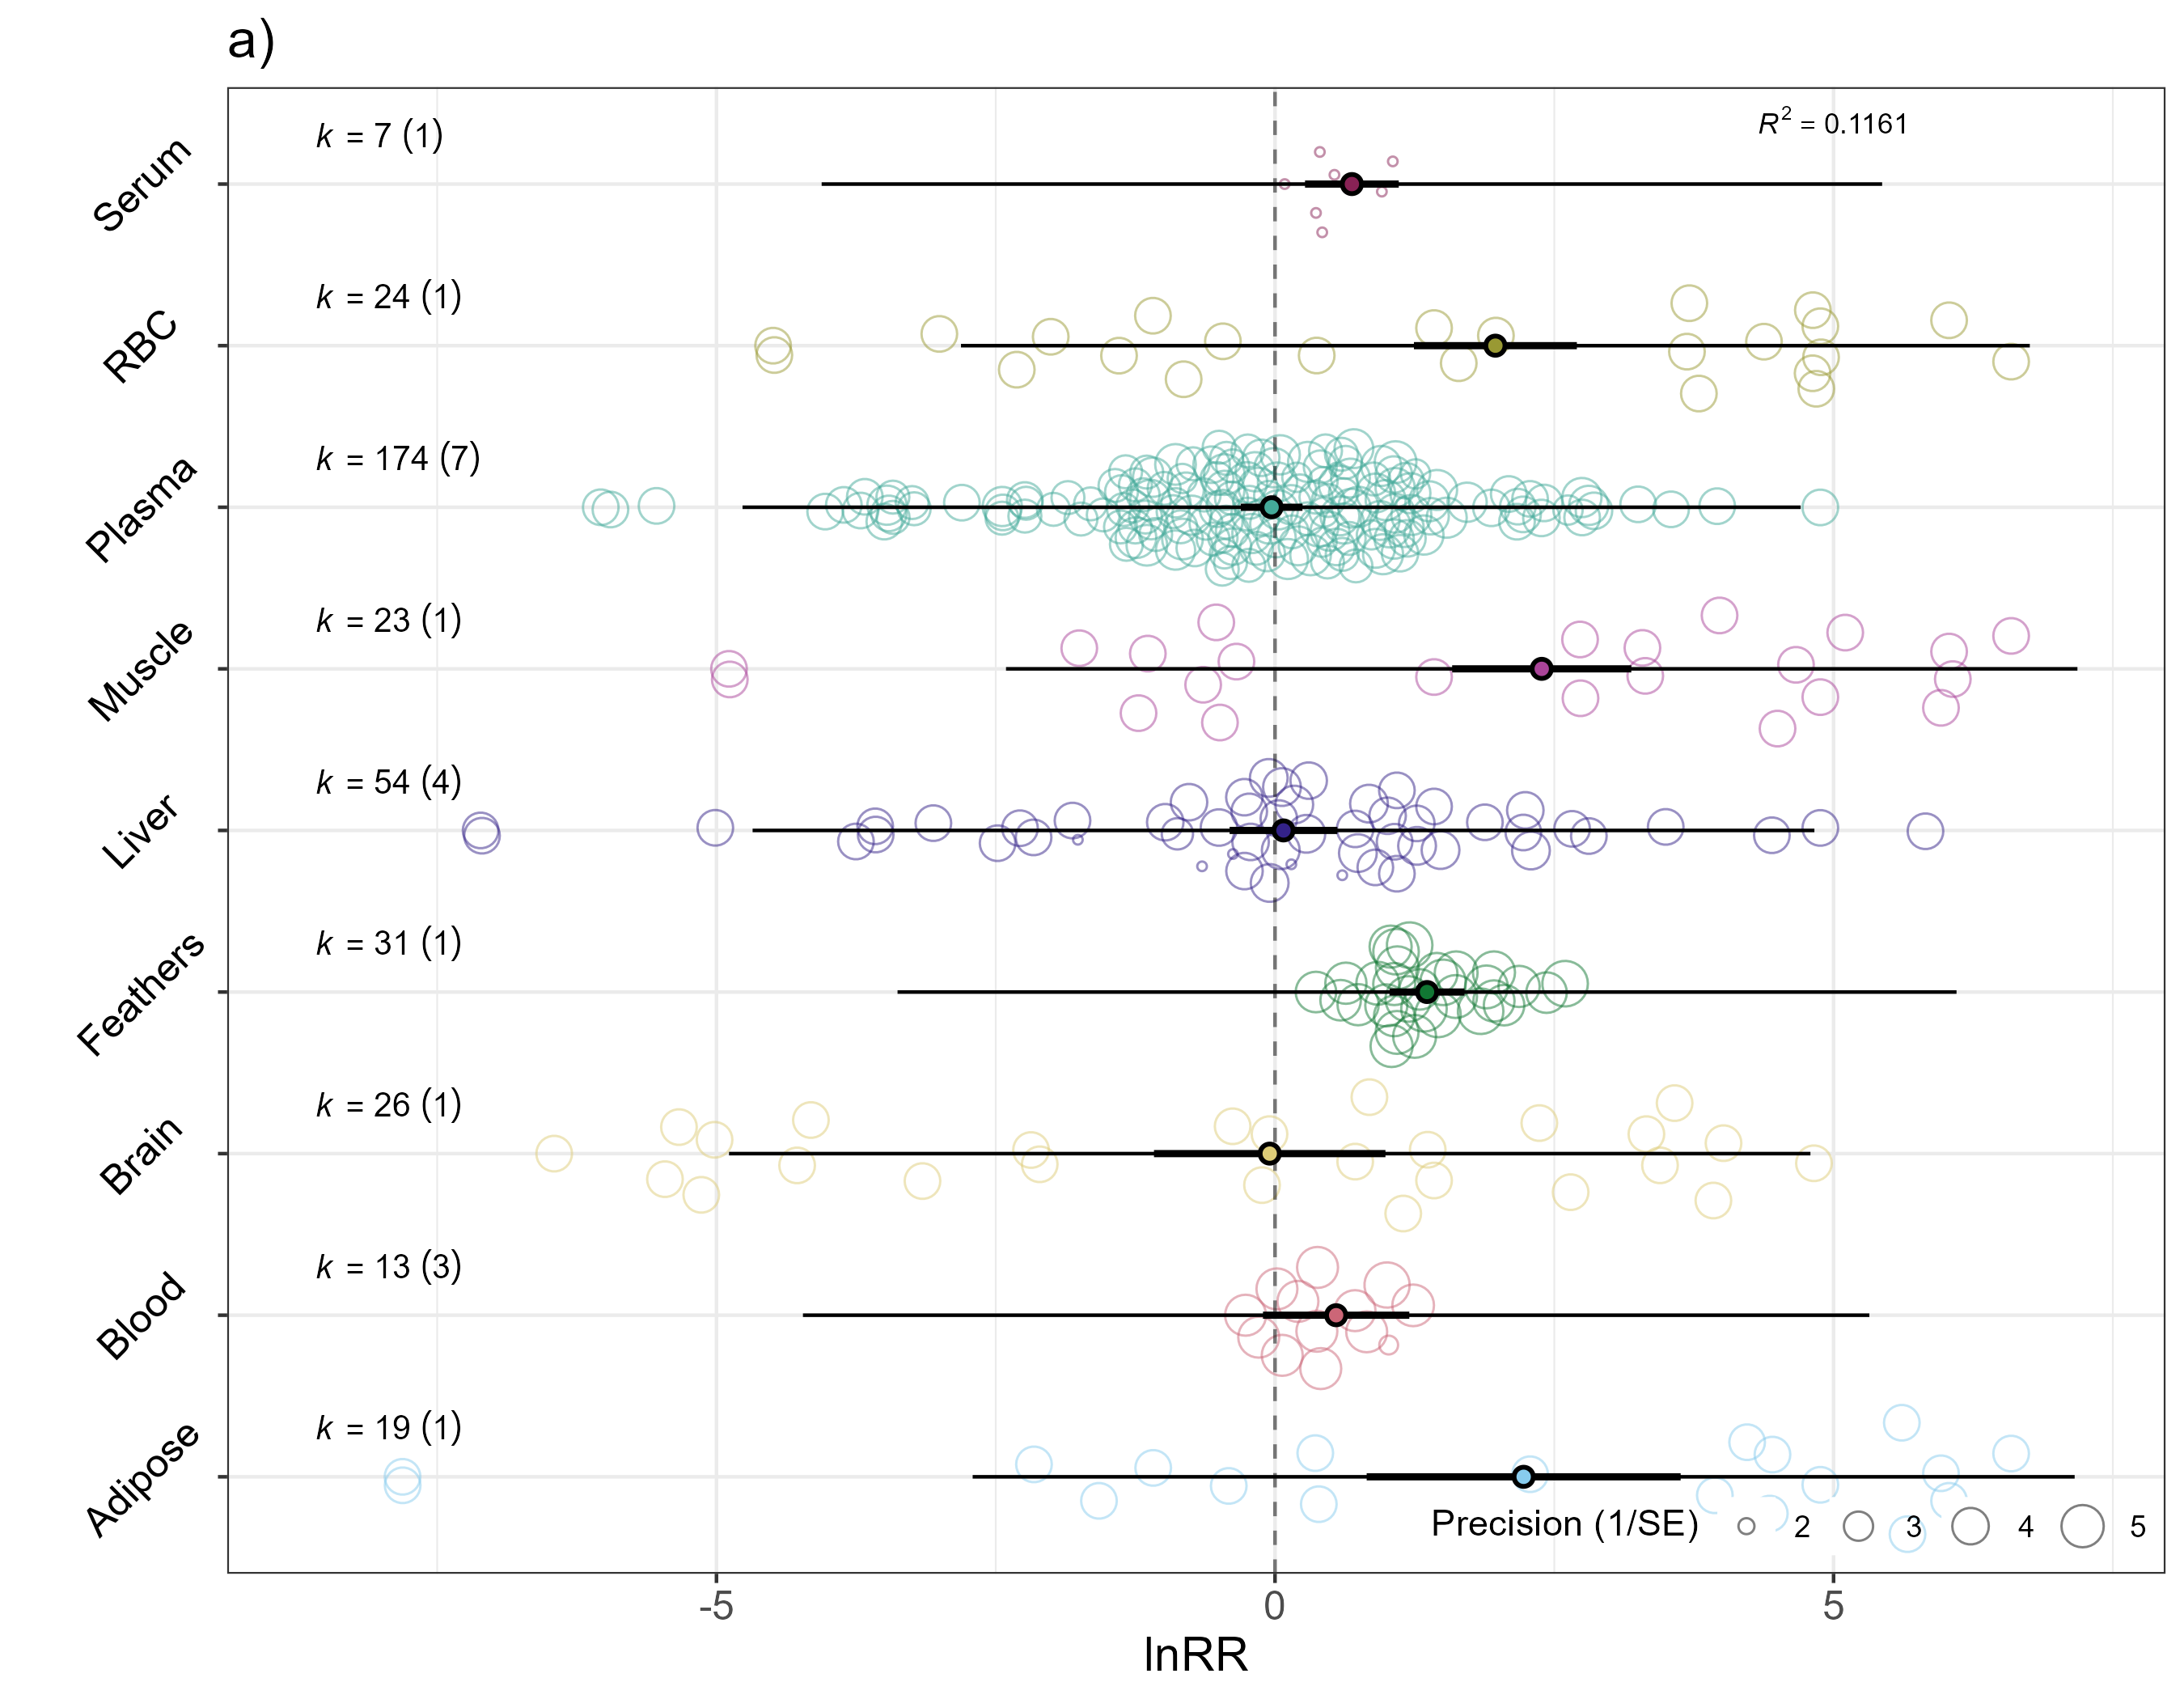 a)
R² = 0.1161
Serum k = 7 (1)
RBC k = 24 (1)
Plasma k = 174 (7)
Muscle k = 23 (1)
Liver k = 54 (4)
Feathers k = 31 (1)
Brain k = 26 (1)
Blood k = 13 (3)
Adipose k = 19 (1)
Precision (1/SE) 2 3 4 5
-5 0 5
lnRR